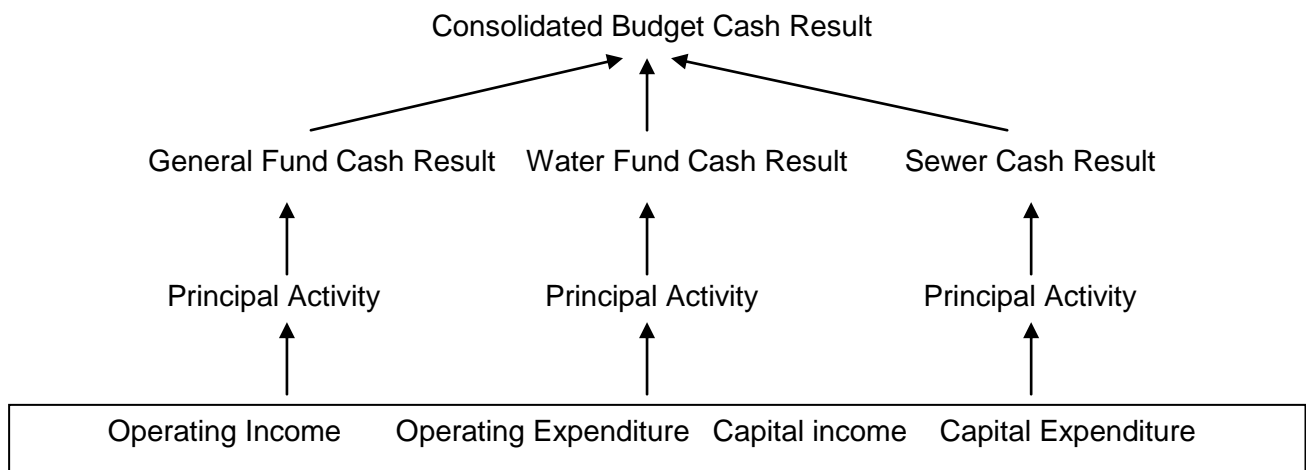 Consolidated Budget Cash Result
General Fund Cash Result Water Fund Cash Result Sewer Cash Result
Principal Activity Principal Activity Principal Activity
Operating Income Operating Expenditure Capital income Capital Expenditure